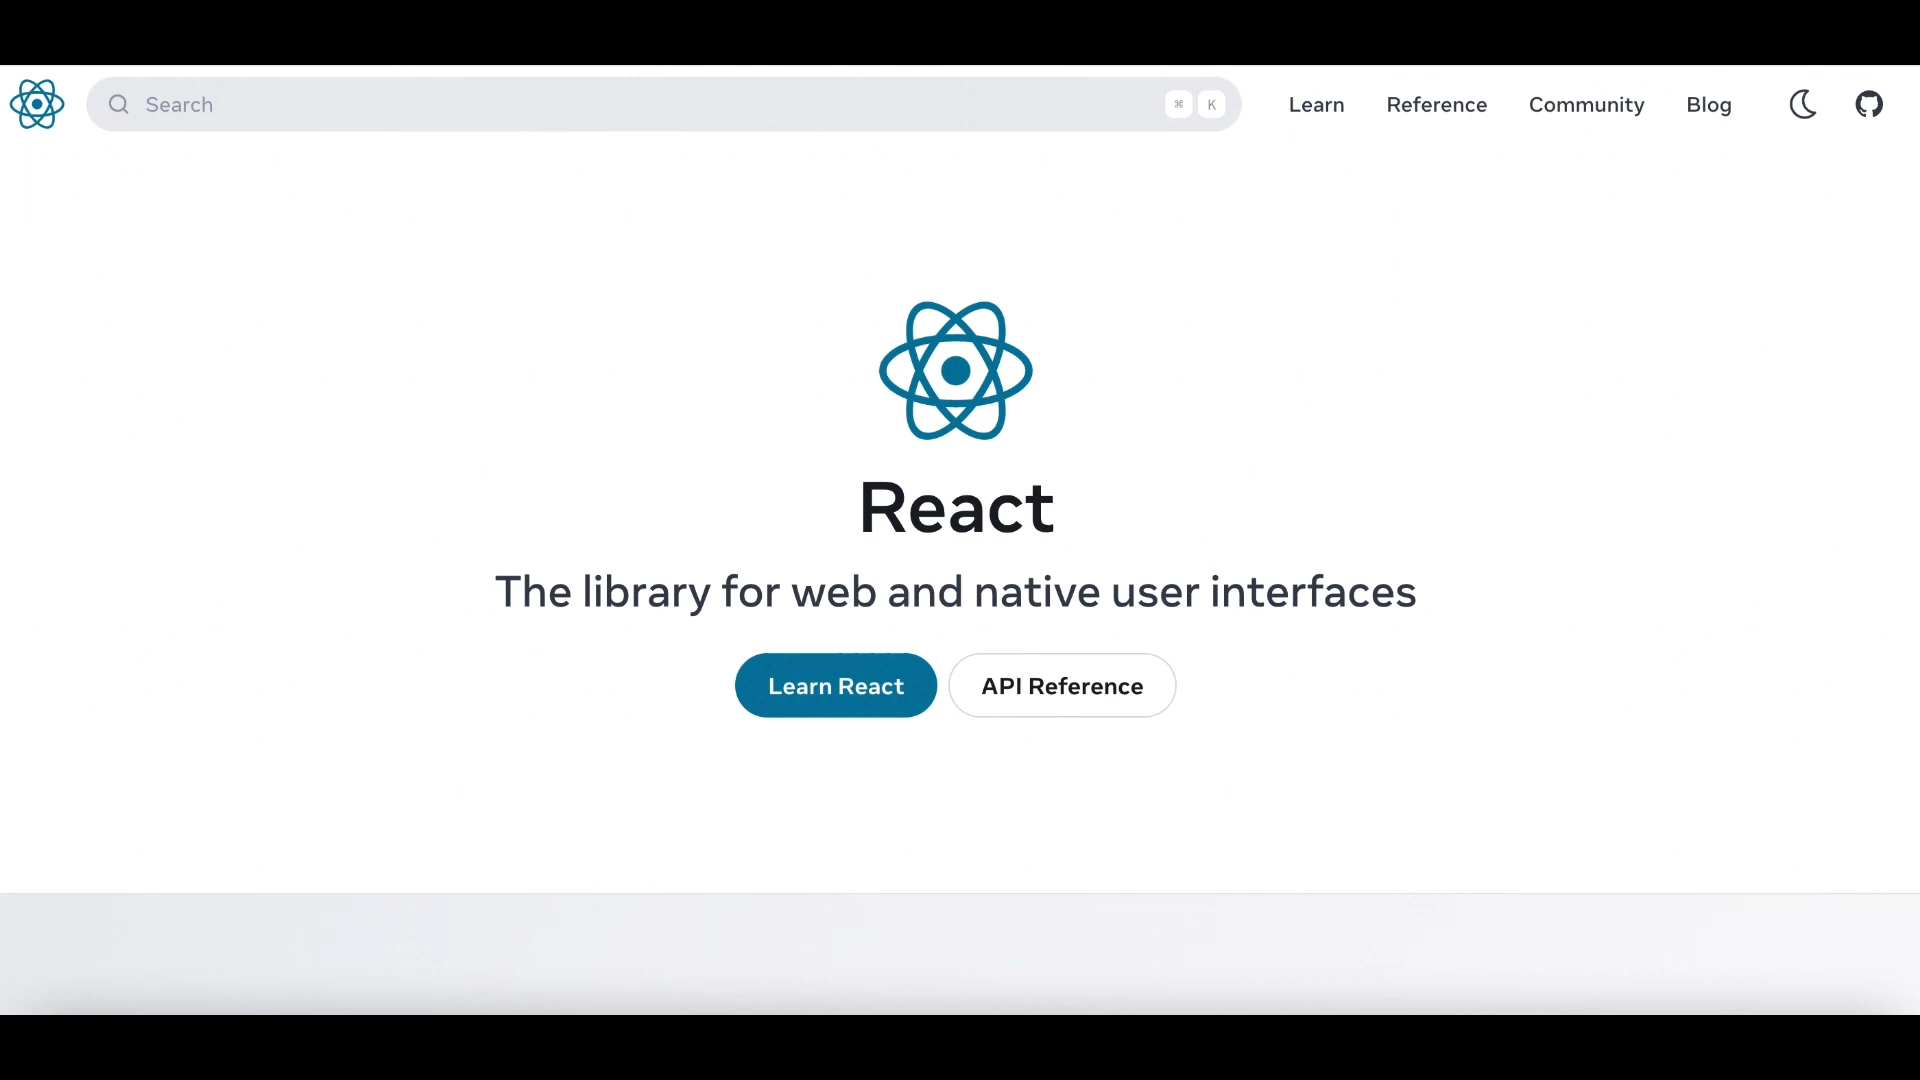 Search ⌘ K Learn Reference Community Blog
React
The library for web and native user interfaces
Learn React API Reference